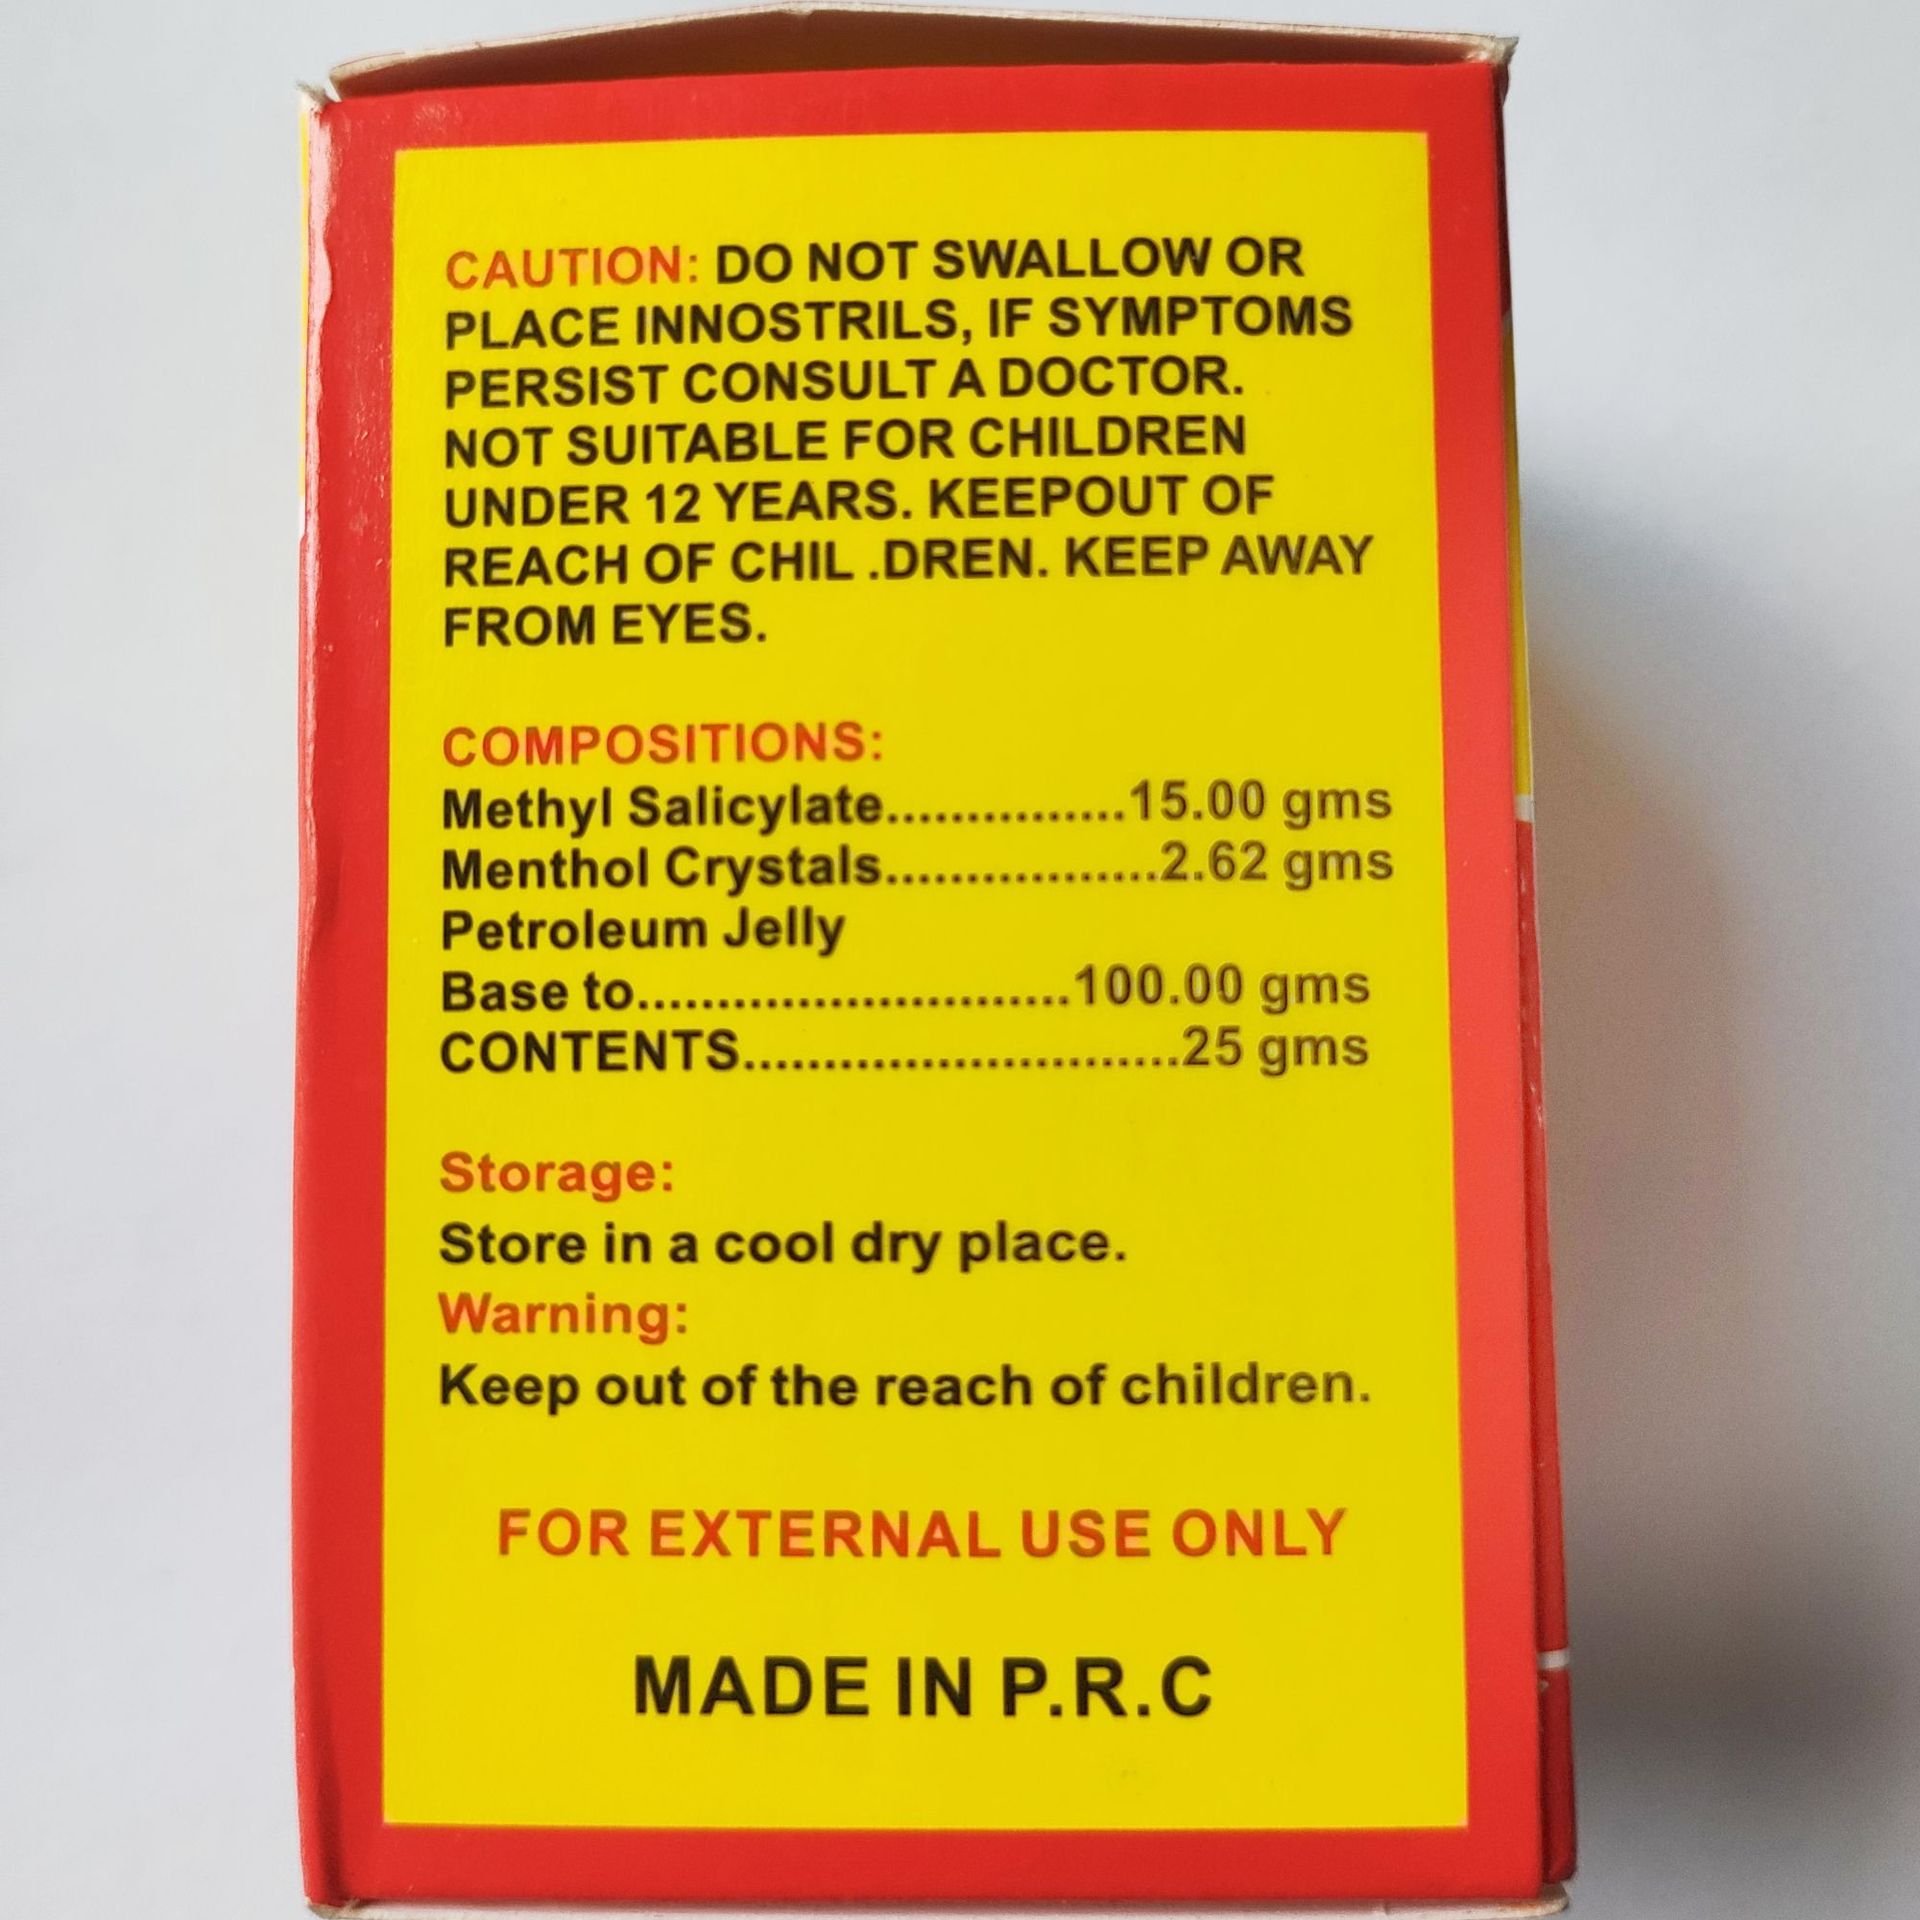 CAUTION: DO NOT SWALLOW OR
PLACE INNOSTRILS, IF SYMPTOMS
PERSIST CONSULT A DOCTOR.
NOT SUITABLE FOR CHILDREN
UNDER 12 YEARS. KEEPOUT OF
REACH OF CHIL .DREN. KEEP AWAY
FROM EYES.
COMPOSITIONS:
Methyl Salicylate...............15.00 gms
Menthol Crystals.................2.62 gms
Petroleum Jelly
Base to...........................100.00 gms
CONTENTS...........................25 gms
Storage:
Store in a cool dry place.
Warning:
Keep out of the reach of children.
FOR EXTERNAL USE ONLY
MADE IN P.R.C